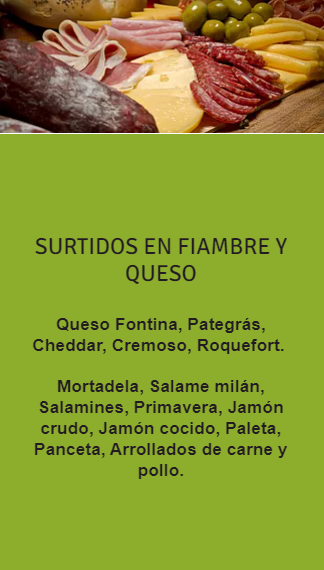 SURTIDOS EN FIAMBRE Y
QUESO
Queso Fontina, Pategrás,
Cheddar, Cremoso, Roquefort.
Mortadela, Salame milán,
Salamines, Primavera, Jamón
crudo, Jamón cocido, Paleta,
Panceta, Arrollados de carne y
pollo.